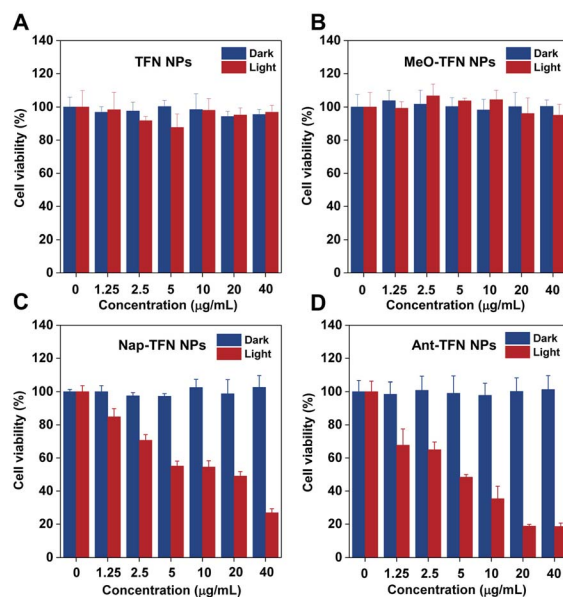 A
TFN NPs
Dark
Light
Cell viability (%)
140
120
100
80
60
40
20
0
0 1.25 2.5 5 10 20 40
Concentration (μg/mL)
B
MeO-TFN NPs
Dark
Light
Cell viability (%)
140
120
100
80
60
40
20
0
0 1.25 2.5 5 10 20 40
Concentration (μg/mL)
C
Nap-TFN NPs
Dark
Light
Cell viability (%)
140
120
100
80
60
40
20
0
0 1.25 2.5 5 10 20 40
Concentration (μg/mL)
D
Ant-TFN NPs
Dark
Light
Cell viability (%)
140
120
100
80
60
40
20
0
0 1.25 2.5 5 10 20 40
Concentration (μg/mL)